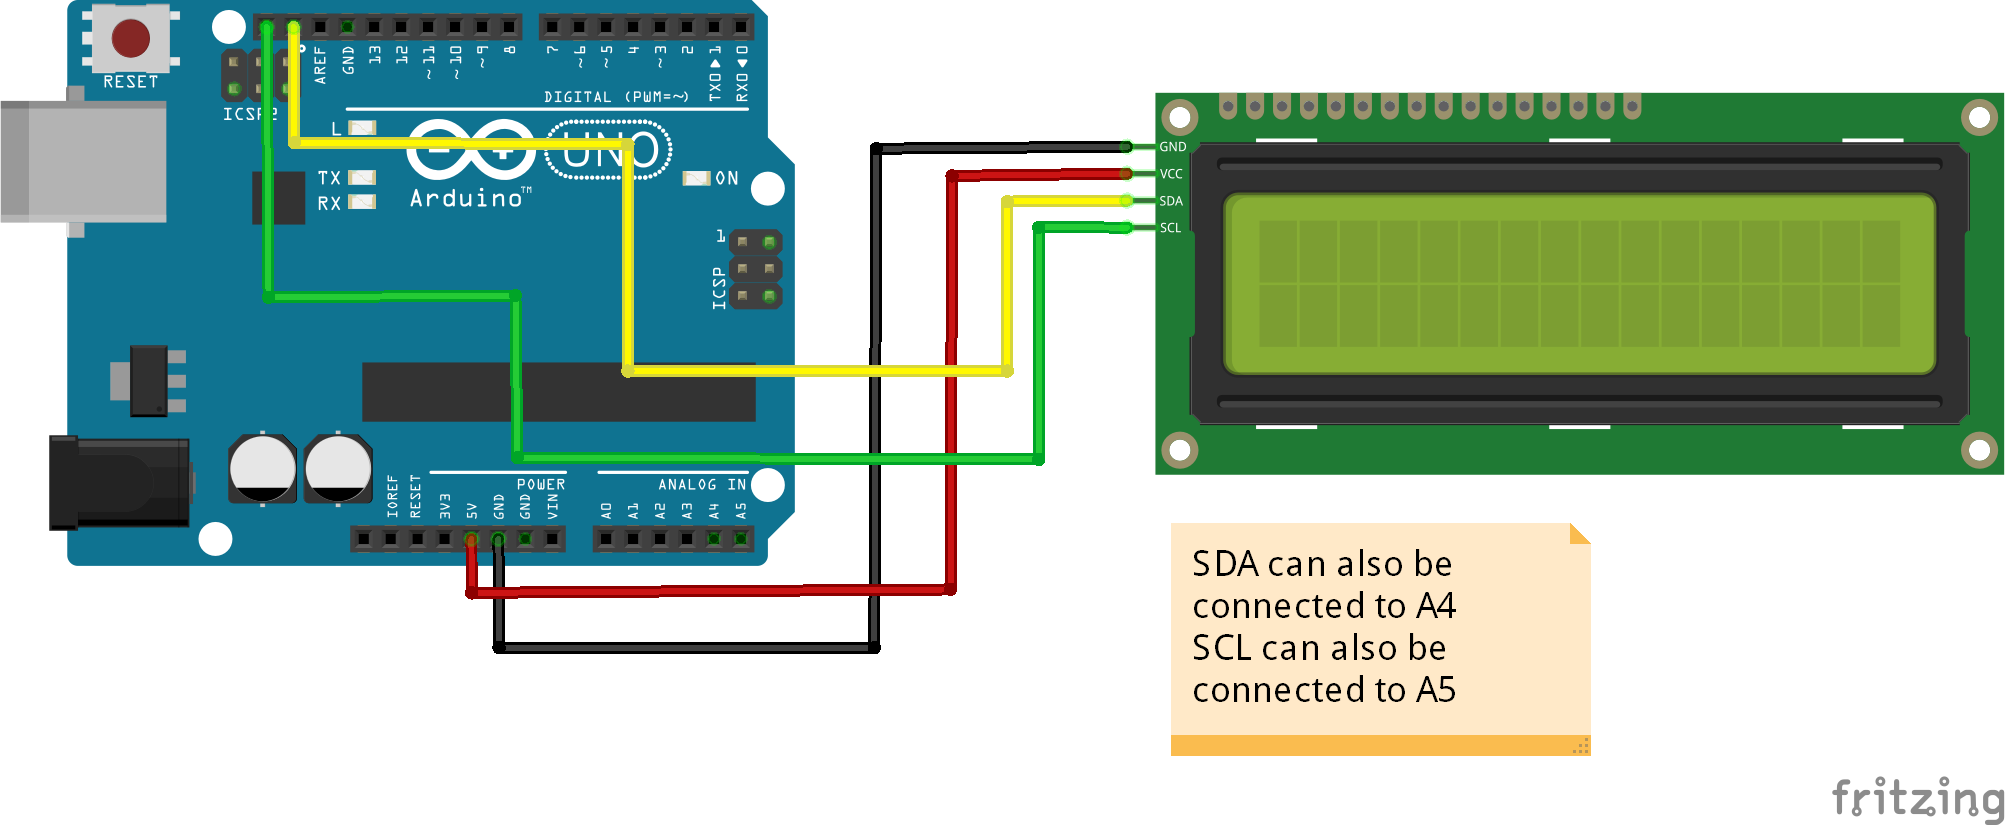 RESET
ICSP2
AREF
GND
13
12
~11
~10
~9
8
7
~6
~5
4
~3
2
TX0▶1
RX0◀0
DIGITAL (PWM=~)
L
TX
RX
UNO
Arduino™
ON
1
ICSP
GND
VCC
SDA
SCL
POWER
ANALOG IN
IOREF
RESET
3V3
5V
GND
GND
VIN
A0
A1
A2
A3
A4
A5
SDA can also be
connected to A4
SCL can also be
connected to A5
fritzing